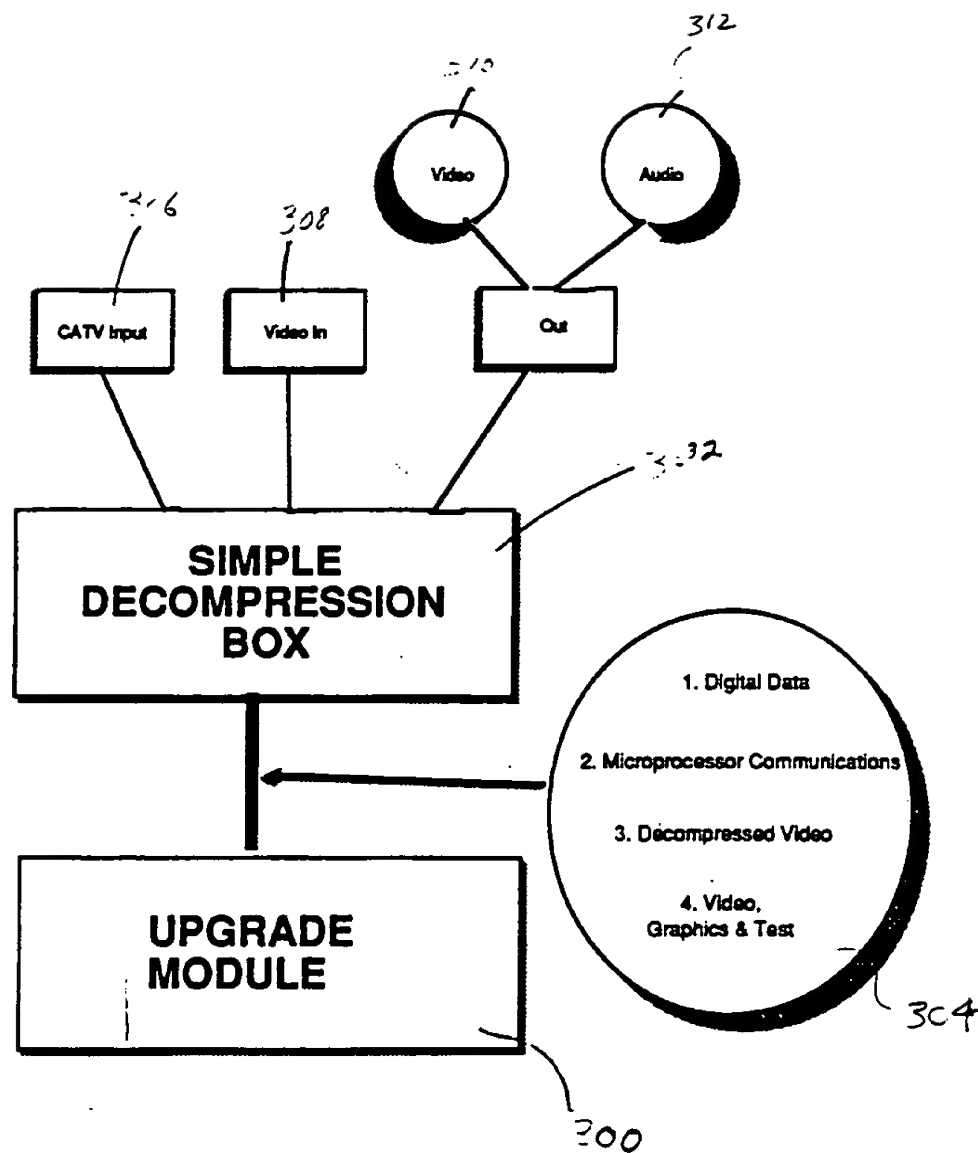 312
308
Video
Audio
CATV Input
Video In
Out
SIMPLE
DECOMPRESSION
BOX
1. Digital Data
2. Microprocessor Communications
3. Decompressed Video
4. Video,
Graphics & Test
UPGRADE
MODULE
304
300